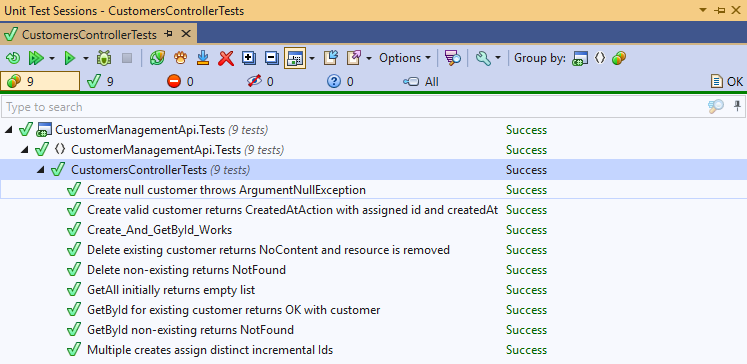 Unit Test Sessions - CustomersControllerTests
CustomersControllerTests
Options Group by:
9 9 0 0 0 All OK
Type to search
CustomerManagementApi.Tests (9 tests) Success
CustomerManagementApi.Tests (9 tests) Success
CustomersControllerTests (9 tests) Success
Create null customer throws ArgumentNullException Success
Create valid customer returns CreatedAtAction with assigned id and createdAt Success
Create_And_GetById_Works Success
Delete existing customer returns NoContent and resource is removed Success
Delete non-existing returns NotFound Success
GetAll initially returns empty list Success
GetById for existing customer returns OK with customer Success
GetById non-existing returns NotFound Success
Multiple creates assign distinct incremental Ids Success